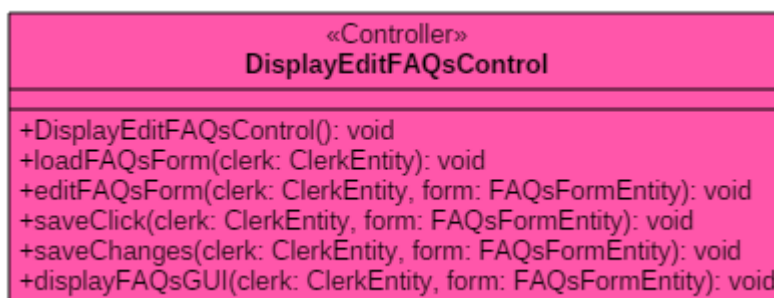 «Controller»
DisplayEditFAQsControl
+DisplayEditFAQsControl(): void
+loadFAQsForm(clerk: ClerkEntity): void
+editFAQsForm(clerk: ClerkEntity, form: FAQsFormEntity): void
+saveClick(clerk: ClerkEntity, form: FAQsFormEntity): void
+saveChanges(clerk: ClerkEntity, form: FAQsFormEntity): void
+displayFAQsGUI(clerk: ClerkEntity, form: FAQsFormEntity): void